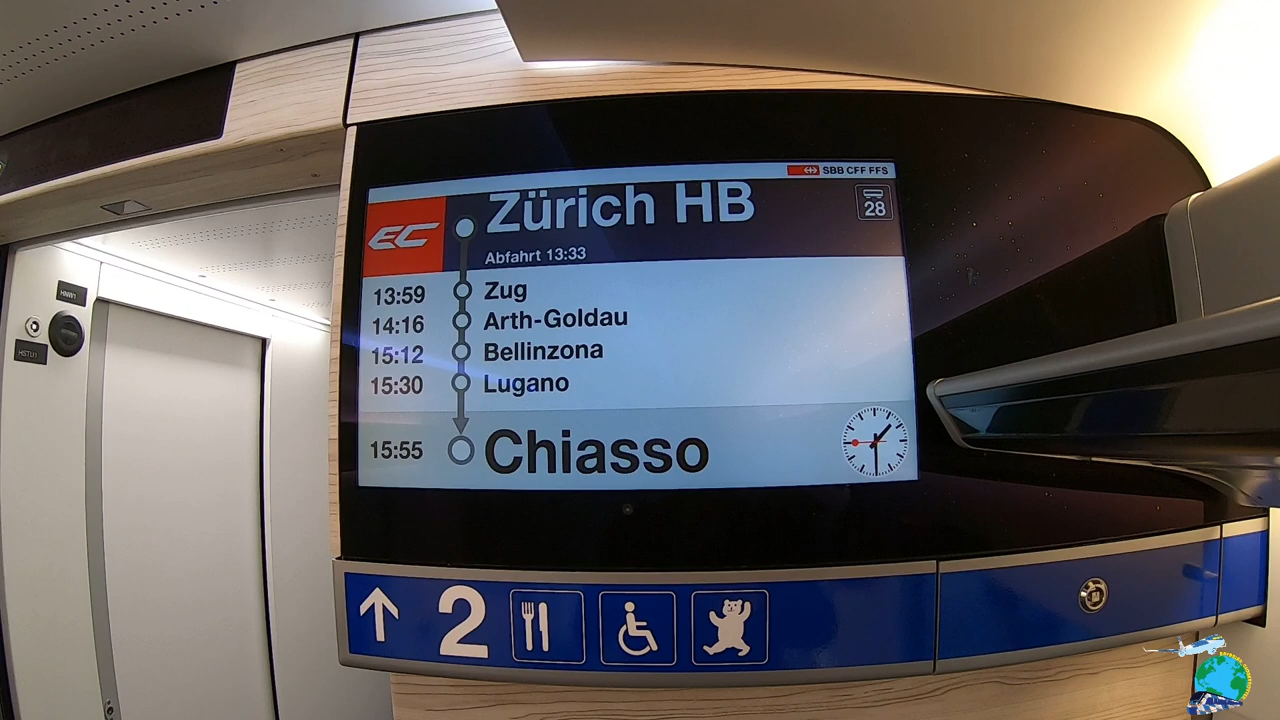 SBB CFF FFS
EC
Zürich HB
28
Abfahrt 13:33
13:59 Zug
14:16 Arth-Goldau
15:12 Bellinzona
15:30 Lugano
15:55 Chiasso
2